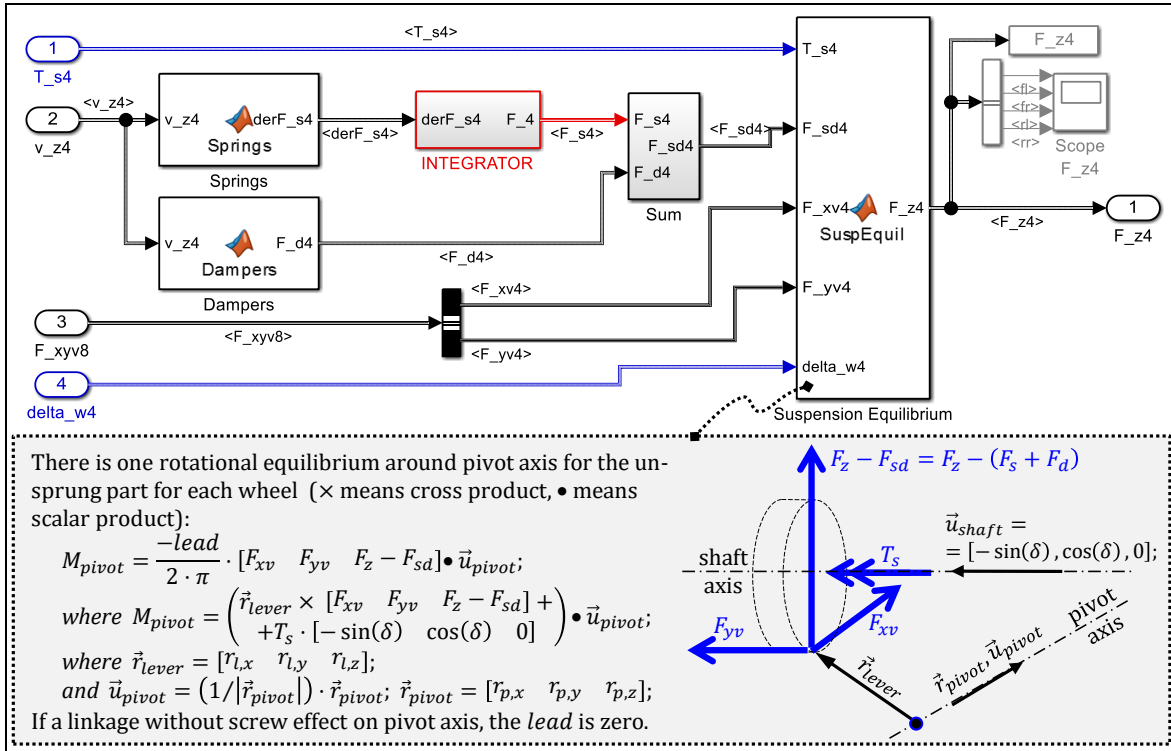 <T_s4>
1
T_s4
T_s4
F_z4
<fl>
<fr>
<rl>
<rr>
Scope
F_z4
<v_z4>
2
v_z4
v_z4
derF_s4
Springs
Springs
<derF_s4>
derF_s4
F_4
INTEGRATOR
<F_s4>
F_s4
F_sd4
F_d4
Sum
<F_sd4>
F_sd4
v_z4
F_d4
Dampers
Dampers
<F_d4>
F_xv4
F_z4
SuspEquil
<F_z4>
1
F_z4
<F_xv4>
F_yv4
3
F_xyv8
<F_xyv8>
<F_yv4>
4
delta_w4
delta_w4
Suspension Equilibrium
There is one rotational equilibrium around pivot axis for the un-
sprung part for each wheel (× means cross product, • means
scalar product):
M_pivot = −lead / (2 · π) · [F_xv F_yv F_z − F_sd] • u⃗_pivot;
where M_pivot = (r⃗_lever × [F_xv F_yv F_z − F_sd] +
+T_s · [− sin(δ) cos(δ) 0]) • u⃗_pivot;
where r⃗_lever = [r_l,x r_l,y r_l,z];
and u⃗_pivot = (1/|r⃗_pivot|) · r⃗_pivot; r⃗_pivot = [r_p,x r_p,y r_p,z];
If a linkage without screw effect on pivot axis, the lead is zero.
F_z − F_sd = F_z − (F_s + F_d)
u⃗_shaft =
= [− sin(δ), cos(δ), 0];
shaft
axis
T_s
F_yv
F_xv
pivot
axis
r⃗_lever
r⃗_pivot, u⃗_pivot